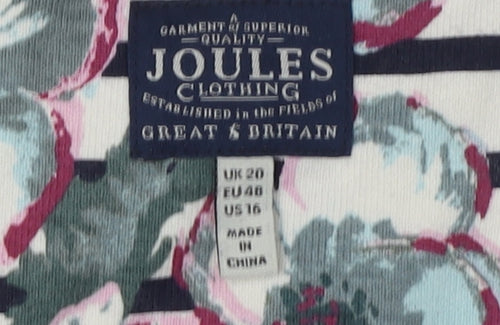 A
GARMENT of SUPERIOR
QUALITY
JOULES
CLOTHING
ESTABLISHED in the FIELDS of
GREAT & BRITAIN
UK 20
EU 48
US 16
MADE
IN
CHINA